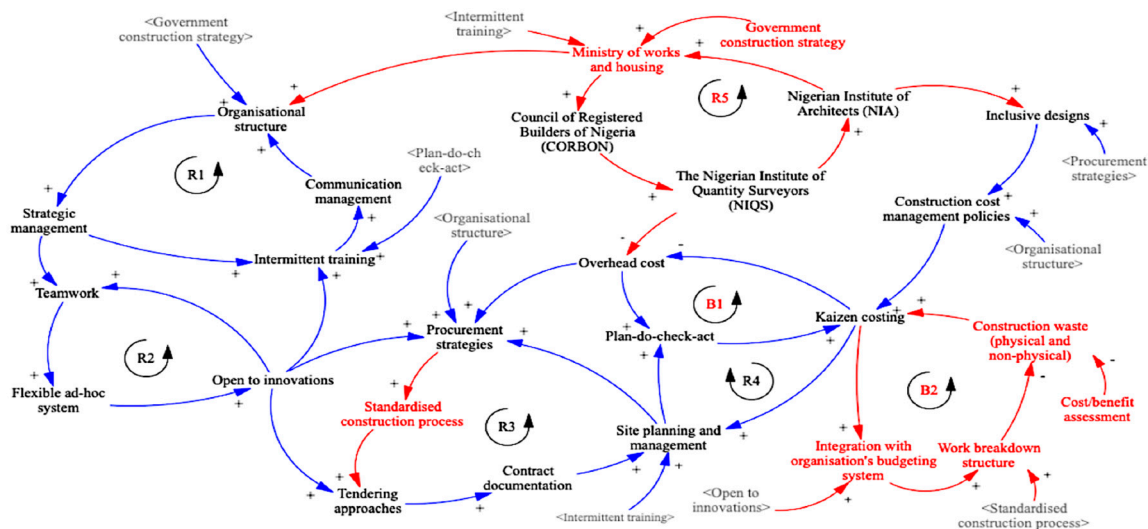 <Government
construction strategy>
<Intermittent
training>
Government
construction strategy
Ministry of works
and housing
Organisational
structure
Council of Registered
Builders of Nigeria
(CORBON)
R5
Nigerian Institute of
Architects (NIA)
Inclusive designs
R1
<Plan-do-ch
eck-act>
<Procurement
strategies>
Communication
management
The Nigerian Institute of
Quantity Surveyors
(NIQS)
Strategic
management
<Organisational
structure>
Construction cost
management policies
<Organisational
structure>
Intermittent training
Overhead cost
Teamwork
B1
Kaizen costing
Procurement
strategies
Plan-do-check-act
Construction waste
(physical and
non-physical)
R2
Flexible ad-hoc
system
Open to innovations
R4
B2
Cost/benefit
assessment
Standardised
construction process
R3
Site planning and
management
Integration with
organisation's budgeting
system
Work breakdown
structure
Contract
documentation
Tendering
approaches
<Intermittent training>
<Open to
innovations>
<Standardised
construction process>